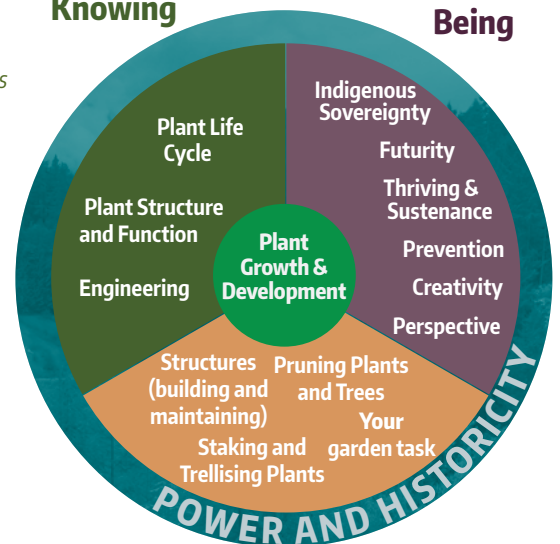 Knowing
Being
s
Plant Life
Cycle
Plant Structure
and Function
Engineering
Indigenous
Sovereignty
Futurity
Thriving &
Sustenance
Prevention
Creativity
Perspective
Plant
Growth &
Development
Structures
(building and
maintaining)
Pruning Plants
and Trees
Your
garden task
Staking and
Trellising Plants
POWER AND HISTORICITY